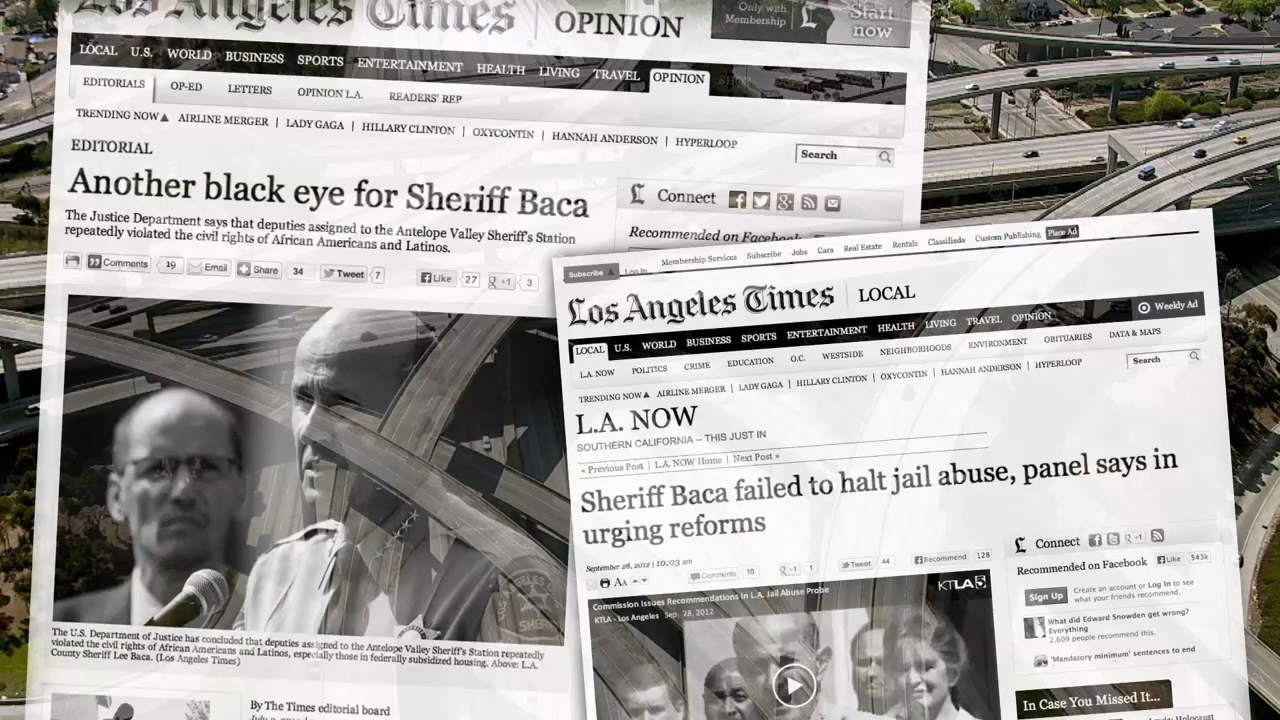 Los Angeles Times | OPINION
Only with Membership
Start now
LOCAL U.S. WORLD BUSINESS SPORTS ENTERTAINMENT HEALTH LIVING TRAVEL OPINION
EDITORIALS OP-ED LETTERS OPINION L.A. READERS' REP
TRENDING NOW▲ AIRLINE MERGER | LADY GAGA | HILLARY CLINTON | OXYCONTIN | HANNAH ANDERSON | HYPERLOOP
Search
EDITORIAL
Another black eye for Sheriff Baca
The Justice Department says that deputies assigned to the Antelope Valley Sheriff's Station
repeatedly violated the civil rights of African Americans and Latinos.
Comments 19 Email Share 34 Tweet 7 Like 27 +1 3
Connect
Recommended on Facebook
The U.S. Department of Justice has concluded that deputies assigned to the Antelope Valley Sheriff's Station repeatedly
violated the civil rights of African Americans and Latinos, especially those in federally subsidized housing. Above: L.A.
County Sheriff Lee Baca. (Los Angeles Times)
By The Times editorial board
Subscribe
Log In
Membership Services Subscribe Jobs Cars Real Estate Rentals Classifieds Custom Publishing Place Ad
Los Angeles Times | LOCAL
Weekly Ad
LOCAL U.S. WORLD BUSINESS SPORTS ENTERTAINMENT HEALTH LIVING TRAVEL OPINION
L.A. NOW POLITICS CRIME EDUCATION O.C. WESTSIDE NEIGHBORHOODS ENVIRONMENT OBITUARIES DATA & MAPS
TRENDING NOW▲ AIRLINE MERGER | LADY GAGA | HILLARY CLINTON | OXYCONTIN | HANNAH ANDERSON | HYPERLOOP
Search
L.A. NOW
SOUTHERN CALIFORNIA -- THIS JUST IN
« Previous Post | L.A. NOW Home | Next Post »
Sheriff Baca failed to halt jail abuse, panel says in
urging reforms
September 28, 2012 | 10:03 am
Comments 10 +1 1 Tweet 44 Recommend 128
AA
Commission Issues Recommendations In L.A. Jail Abuse Probe
KTLA - Los Angeles Sep. 28, 2012
KTLA 5
Connect
Recommended on Facebook Like 543k
Sign Up
Create an account or Log In to see
what your friends recommend.
What did Edward Snowden get wrong?
Everything
2,609 people recommend this.
'Mandatory minimum' sentences to end
In Case You Missed It...
Holocaust